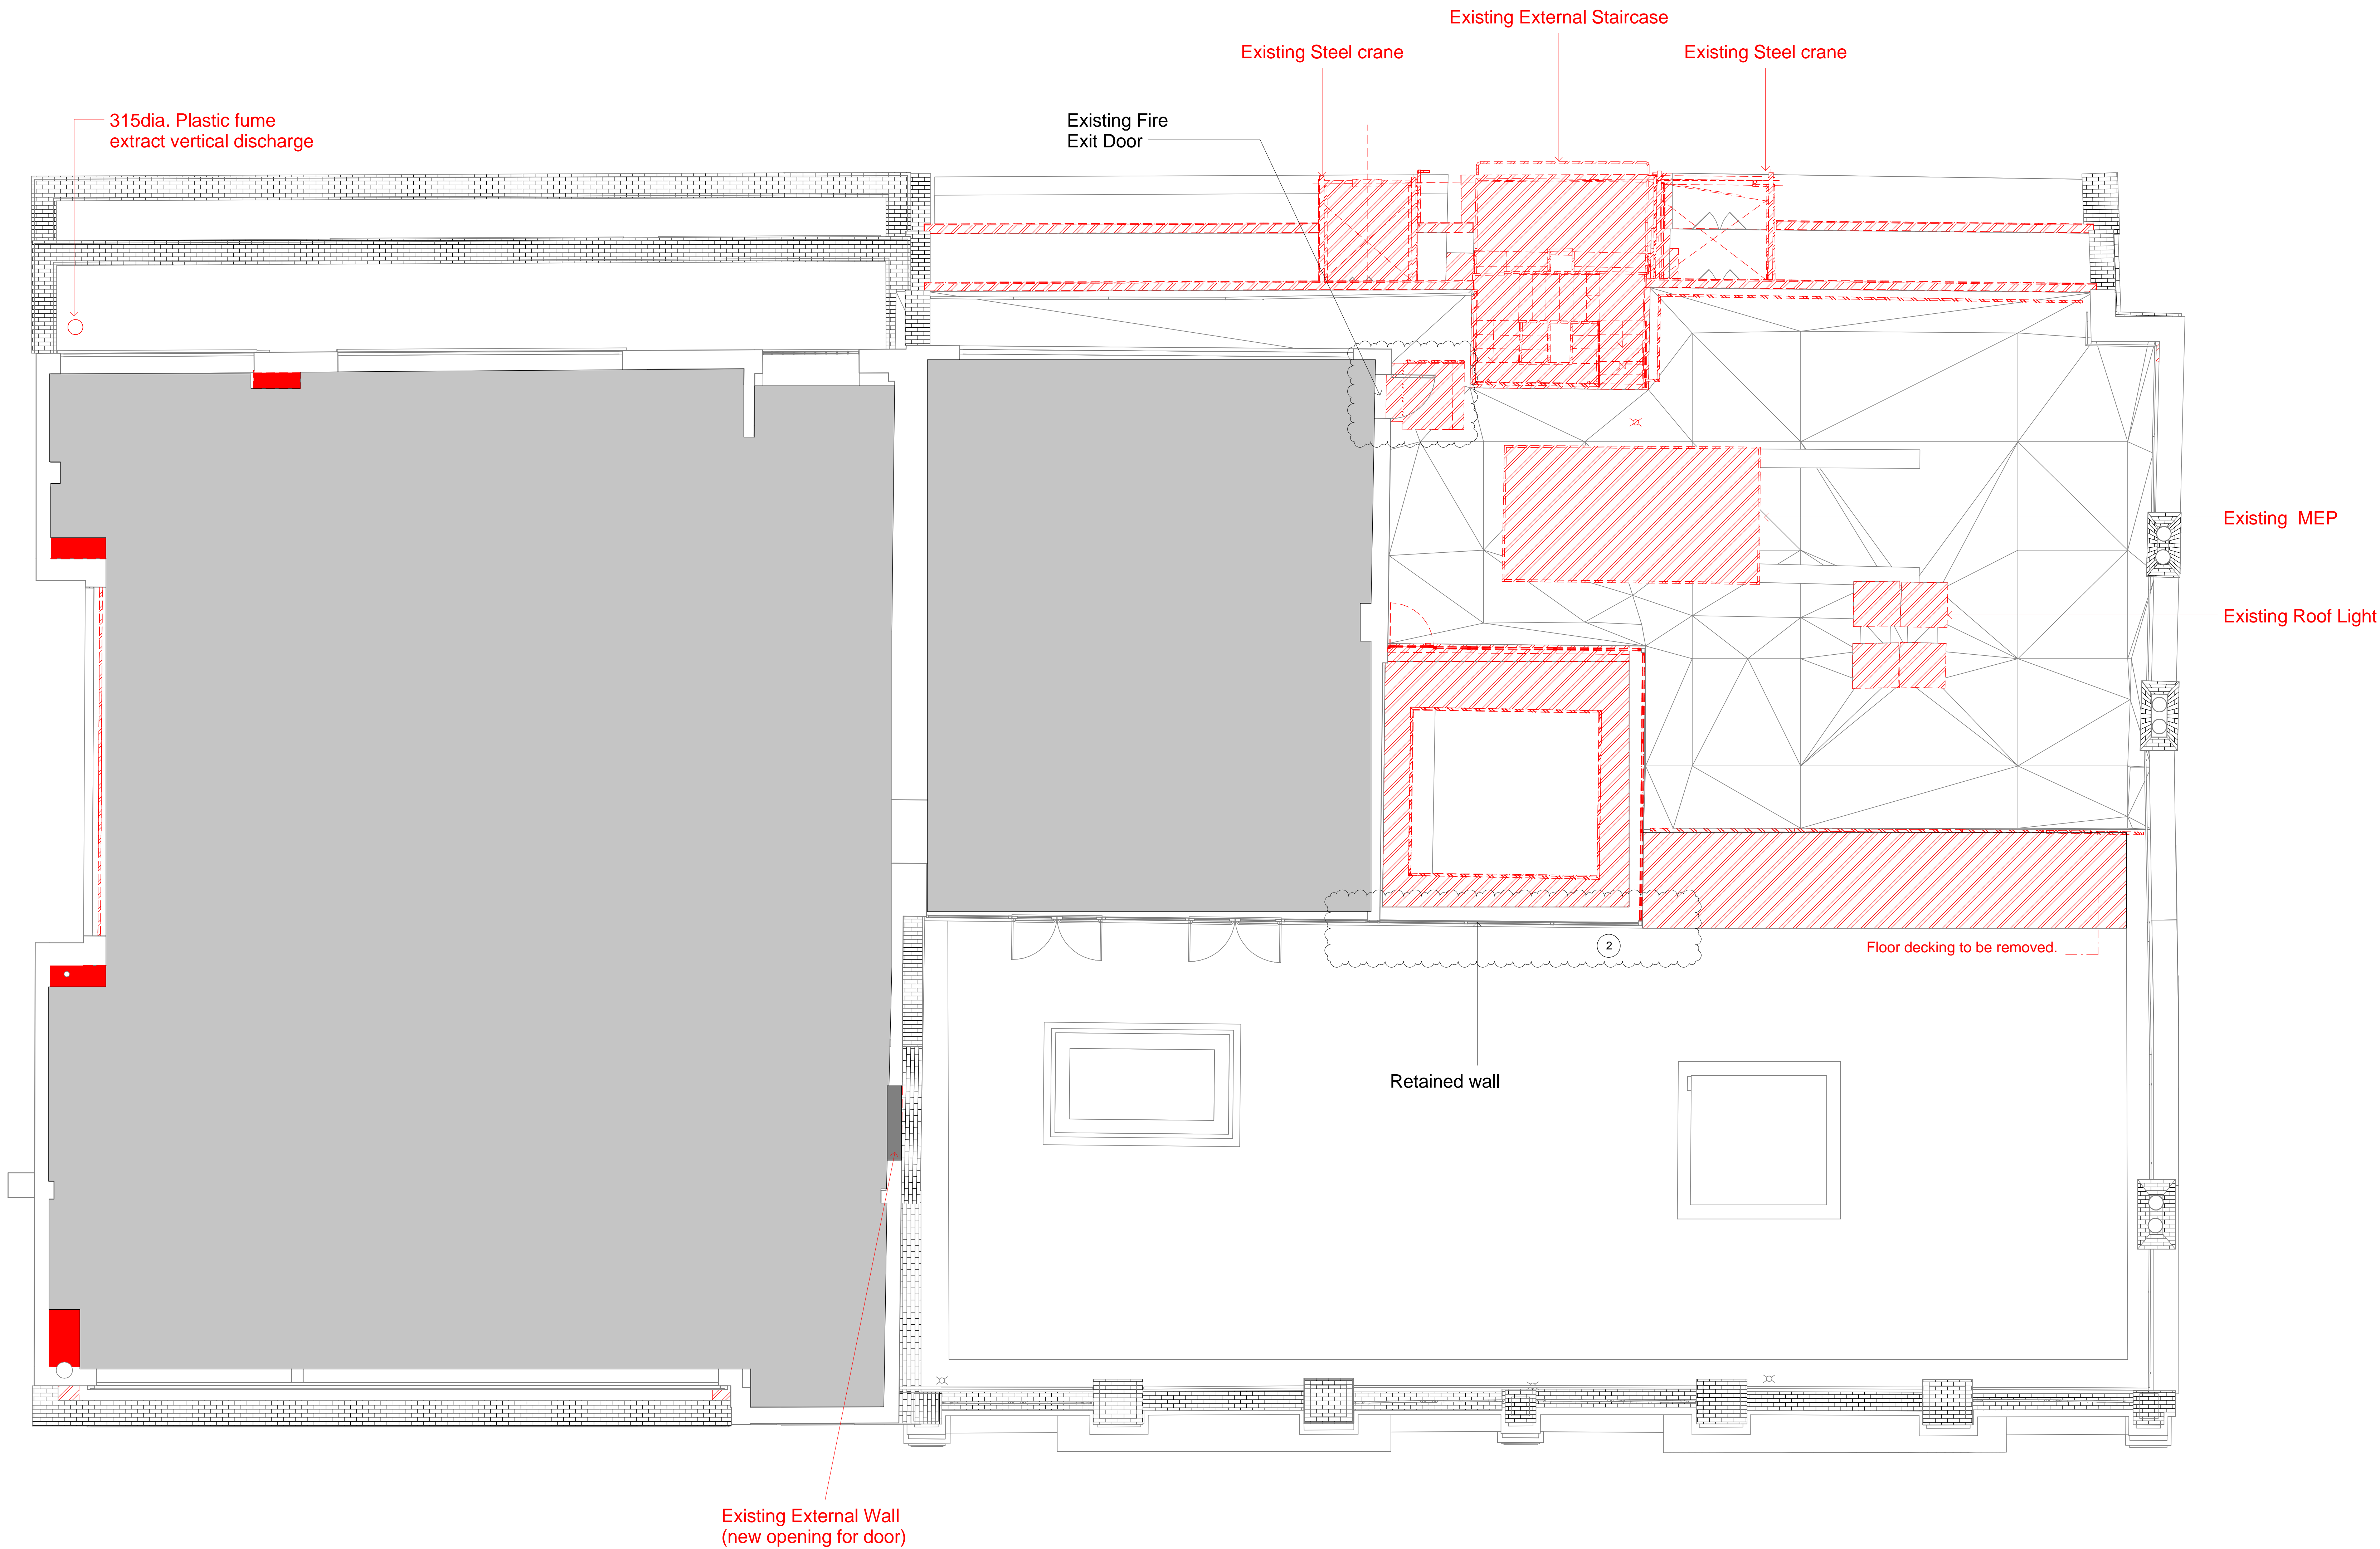 Existing External Staircase
Existing Steel crane
Existing Steel crane
315dia. Plastic fume
extract vertical discharge
Existing Fire
Exit Door
Existing  MEP
Existing Roof Light
2
Floor decking to be removed.
Retained wall
Existing External Wall
(new opening for door)